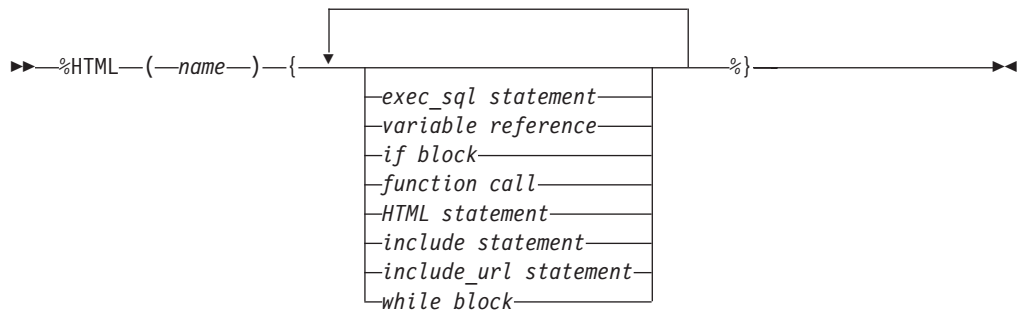 %HTML ( name ) { %}
exec_sql statement
variable reference
if block
function call
HTML statement
include statement
include_url statement
while block